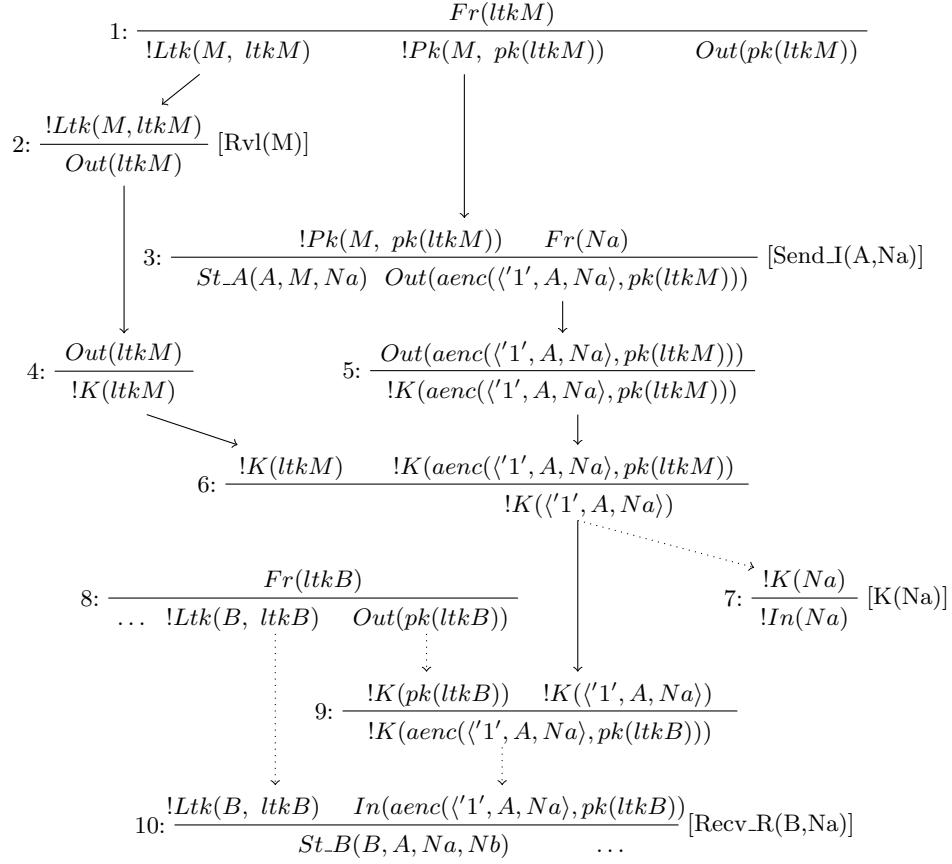 Fr(ltkM)
1:
!Ltk(M, ltkM) !Pk(M, pk(ltkM)) Out(pk(ltkM))
!Ltk(M, ltkM)
2: [Rvl(M)]
Out(ltkM)
!Pk(M, pk(ltkM)) Fr(Na)
3: [Send_I(A,Na)]
St_A(A, M, Na) Out(aenc(⟨'1', A, Na⟩, pk(ltkM)))
Out(ltkM)
4:
!K(ltkM)
Out(aenc(⟨'1', A, Na⟩, pk(ltkM)))
5:
!K(aenc(⟨'1', A, Na⟩, pk(ltkM)))
!K(ltkM) !K(aenc(⟨'1', A, Na⟩, pk(ltkM))
6:
!K(⟨'1', A, Na⟩)
!K(Na)
7: [K(Na)]
!In(Na)
Fr(ltkB)
8:
... !Ltk(B, ltkB) Out(pk(ltkB))
!K(pk(ltkB)) !K(⟨'1', A, Na⟩)
9:
!K(aenc(⟨'1', A, Na⟩, pk(ltkB)))
!Ltk(B, ltkB) In(aenc(⟨'1', A, Na⟩, pk(ltkB))
10: [Recv_R(B,Na)]
St_B(B, A, Na, Nb) ...